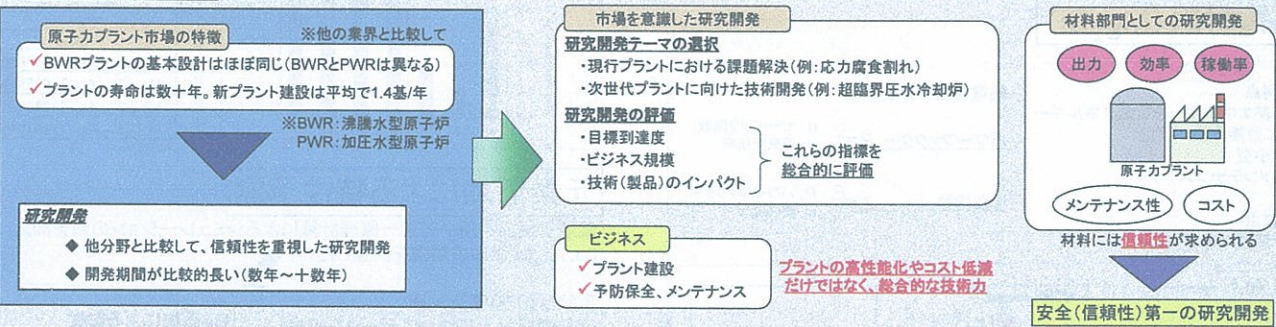 原子力プラント市場の特徴
※他の業界と比較して
✓BWRプラントの基本設計はほぼ同じ(BWRとPWRは異なる)
✓プラントの寿命は数十年。新プラント建設は平均で1.4基/年
※BWR:沸騰水型原子炉
PWR:加圧水型原子炉
研究開発
◆ 他分野と比較して、信頼性を重視した研究開発
◆ 開発期間が比較的長い(数年～十数年)
市場を意識した研究開発
研究開発テーマの選択
・現行プラントにおける課題解決(例:応力腐食割れ)
・次世代プラントに向けた技術開発(例:超臨界圧水冷却炉)
研究開発の評価
・目標到達度
・ビジネス規模
・技術(製品)のインパクト
これらの指標を
総合的に評価
ビジネス
✓プラント建設
✓予防保全、メンテナンス
プラントの高性能化やコスト低減
だけではなく、総合的な技術力
材料部門としての研究開発
出力
効率
稼働率
原子力プラント
メンテナンス性
コスト
材料には信頼性が求められる
安全(信頼性)第一の研究開発